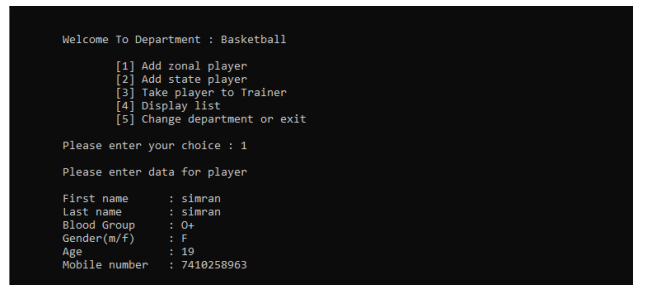 Welcome To Department : Basketball
[1] Add zonal player
[2] Add state player
[3] Take player to Trainer
[4] Display list
[5] Change department or exit
Please enter your choice : 1
Please enter data for player
First name : simran
Last name : simran
Blood Group : O+
Gender(m/f) : F
Age : 19
Mobile number : 7410258963